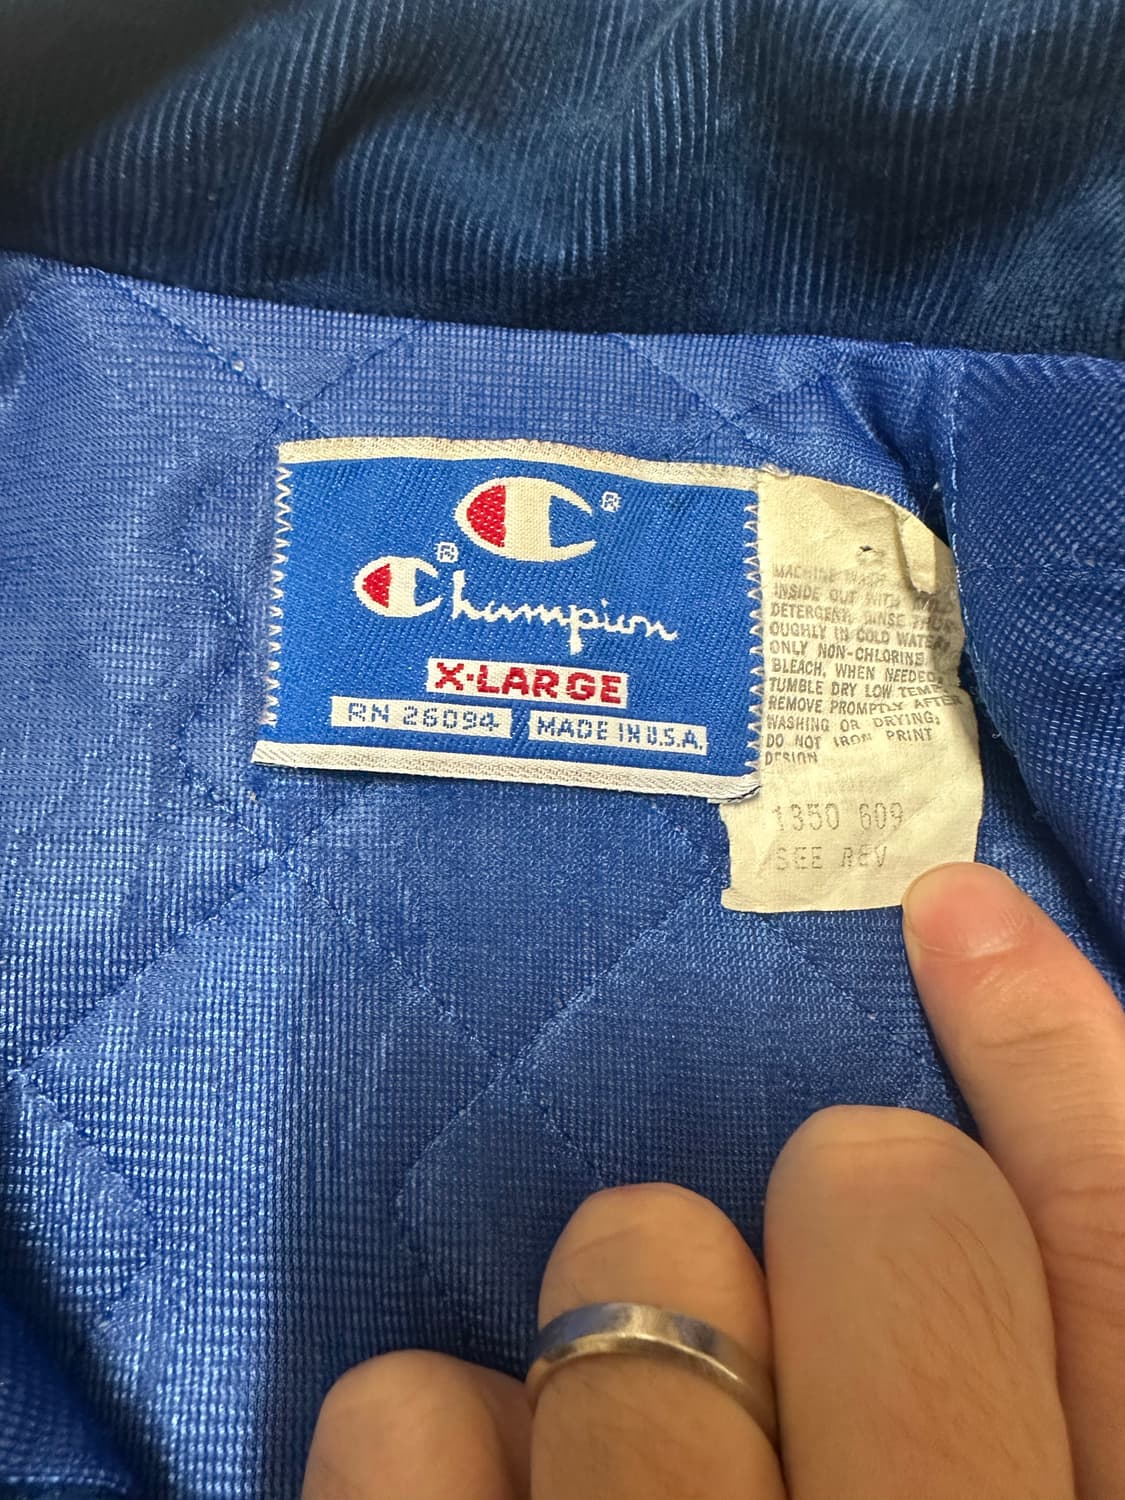 ®
®
Champion
X-LARGE
RN 26094 / MADE IN U.S.A.
MACHINE WASH
INSIDE OUT WITH MILD
DETERGENT. RINSE THOR-
OUGHLY IN COLD WATER.
ONLY NON-CHLORINE
BLEACH, WHEN NEEDED.
TUMBLE DRY LOW TEMP.
REMOVE PROMPTLY AFTER
WASHING OR DRYING,
DO NOT IRON PRINT
DESIGN
1350 609
SEE REV